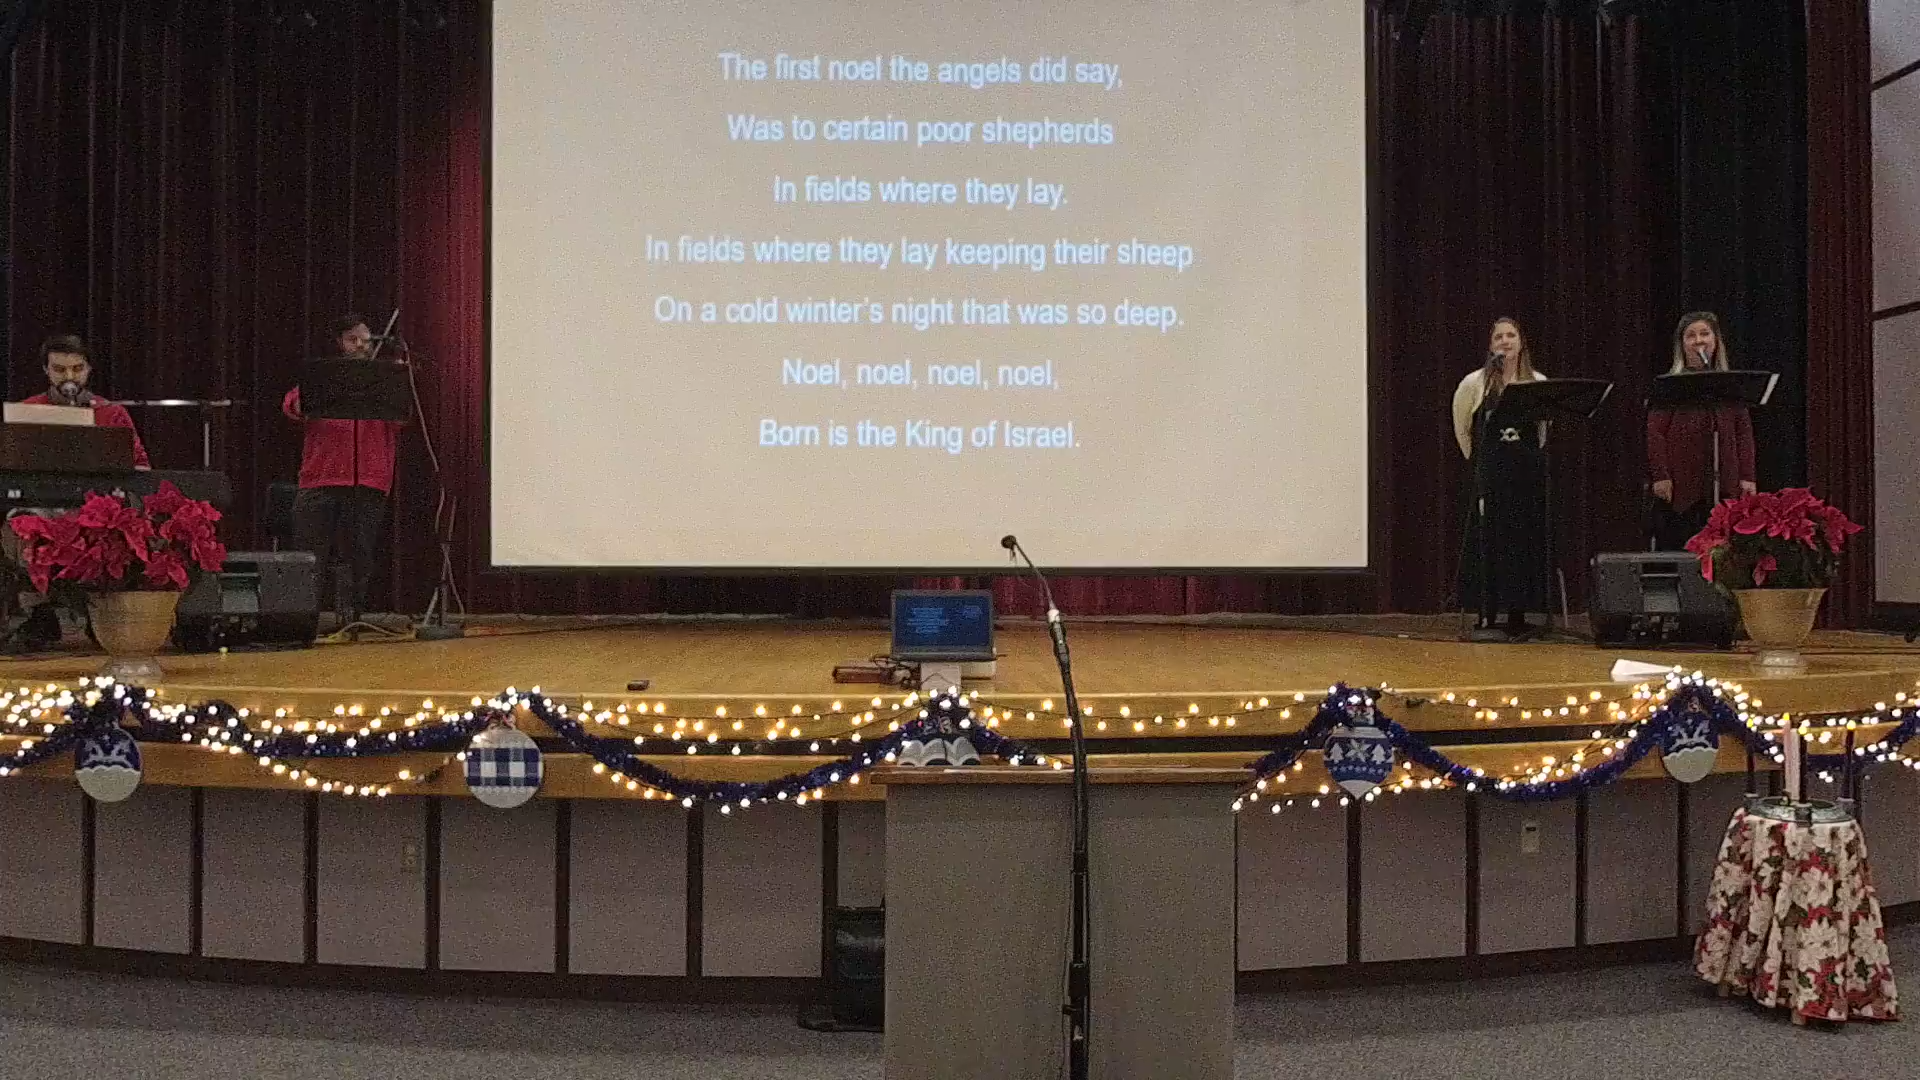 The first noel the angels did say,
Was to certain poor shepherds
In fields where they lay.
In fields where they lay keeping their sheep
On a cold winter's night that was so deep.
Noel, noel, noel, noel,
Born is the King of Israel.